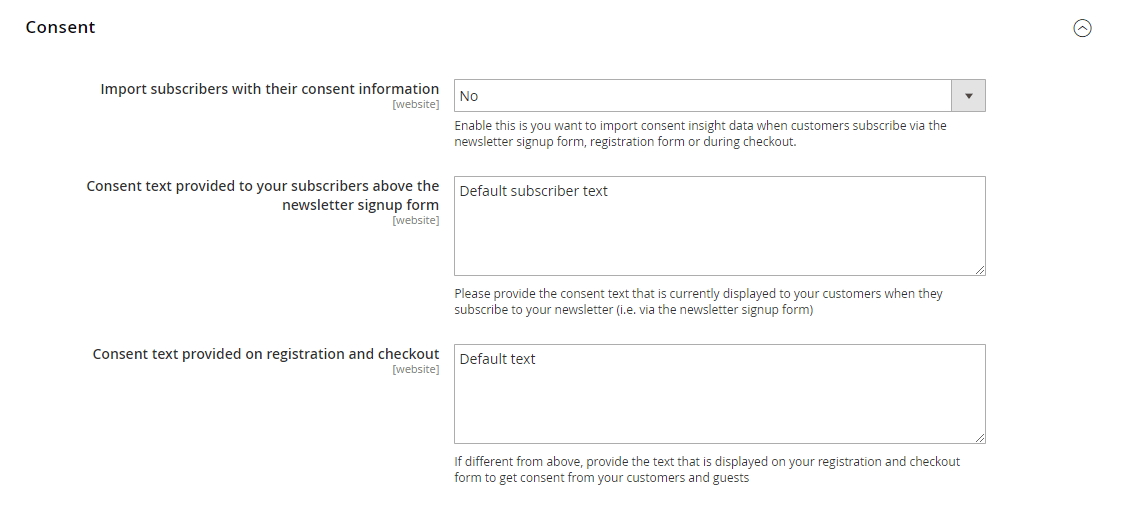 Consent
Import subscribers with their consent information
[website]
No
Enable this is you want to import consent insight data when customers subscribe via the
newsletter signup form, registration form or during checkout.
Consent text provided to your subscribers above the
newsletter signup form
[website]
Default subscriber text
Please provide the consent text that is currently displayed to your customers when they
subscribe to your newsletter (i.e. via the newsletter signup form)
Consent text provided on registration and checkout
[website]
Default text
If different from above, provide the text that is displayed on your registration and checkout
form to get consent from your customers and guests